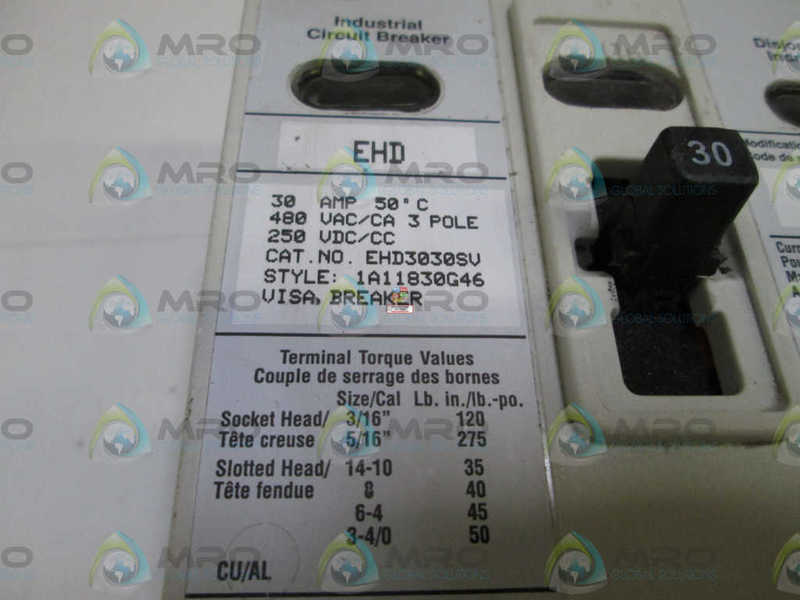 Industrial
Circuit Breaker
EHD
30 AMP 50°C
480 VAC/CA 3 POLE
250 VDC/CC
CAT.NO. EHD3030SV
STYLE: 1A11830G46
VISA BREAKER
Terminal Torque Values
Couple de serrage des bornes
Size/Cal Lb. in./lb.-po.
Socket Head/ 3/16" 120
Tête creuse 5/16" 275
Slotted Head/ 14-10 35
Tête fendue 8 40
6-4 45
3-4/0 50
CU/AL
30
MRO
GLOBAL SOLUTIONS